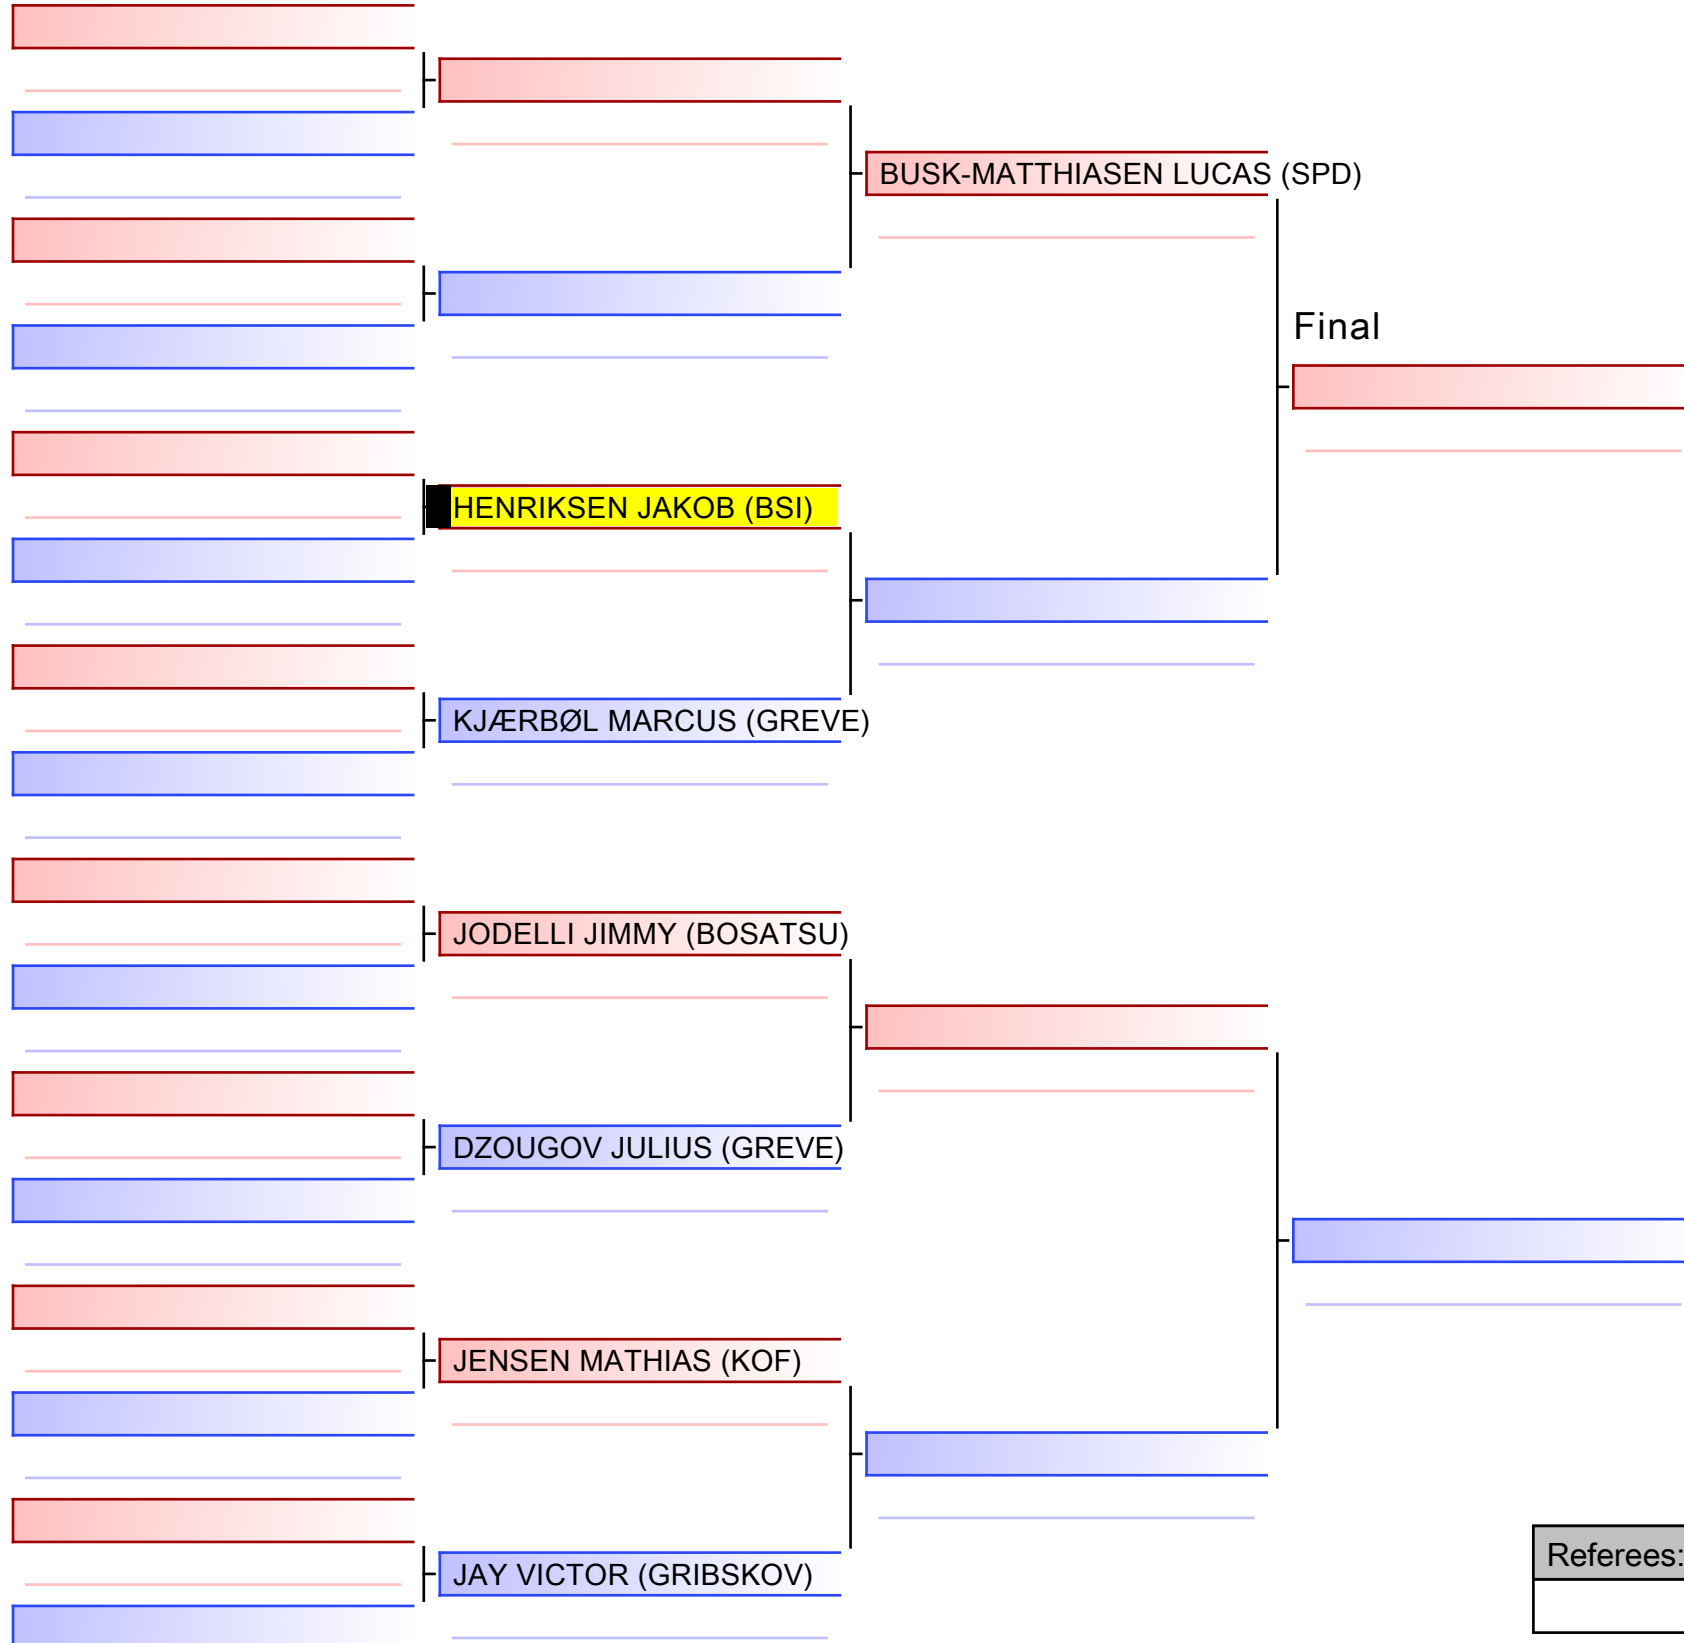 BUSK-MATTHIASEN LUCAS (SPD)
Final
HENRIKSEN JAKOB (BSI)
KJÆRBØL MARCUS (GREVE)
JODELLI JIMMY (BOSATSU)
DZOUGOV JULIUS (GREVE)
JENSEN MATHIAS (KOF)
JAY VICTOR (GRIBSKOV)
Referees: